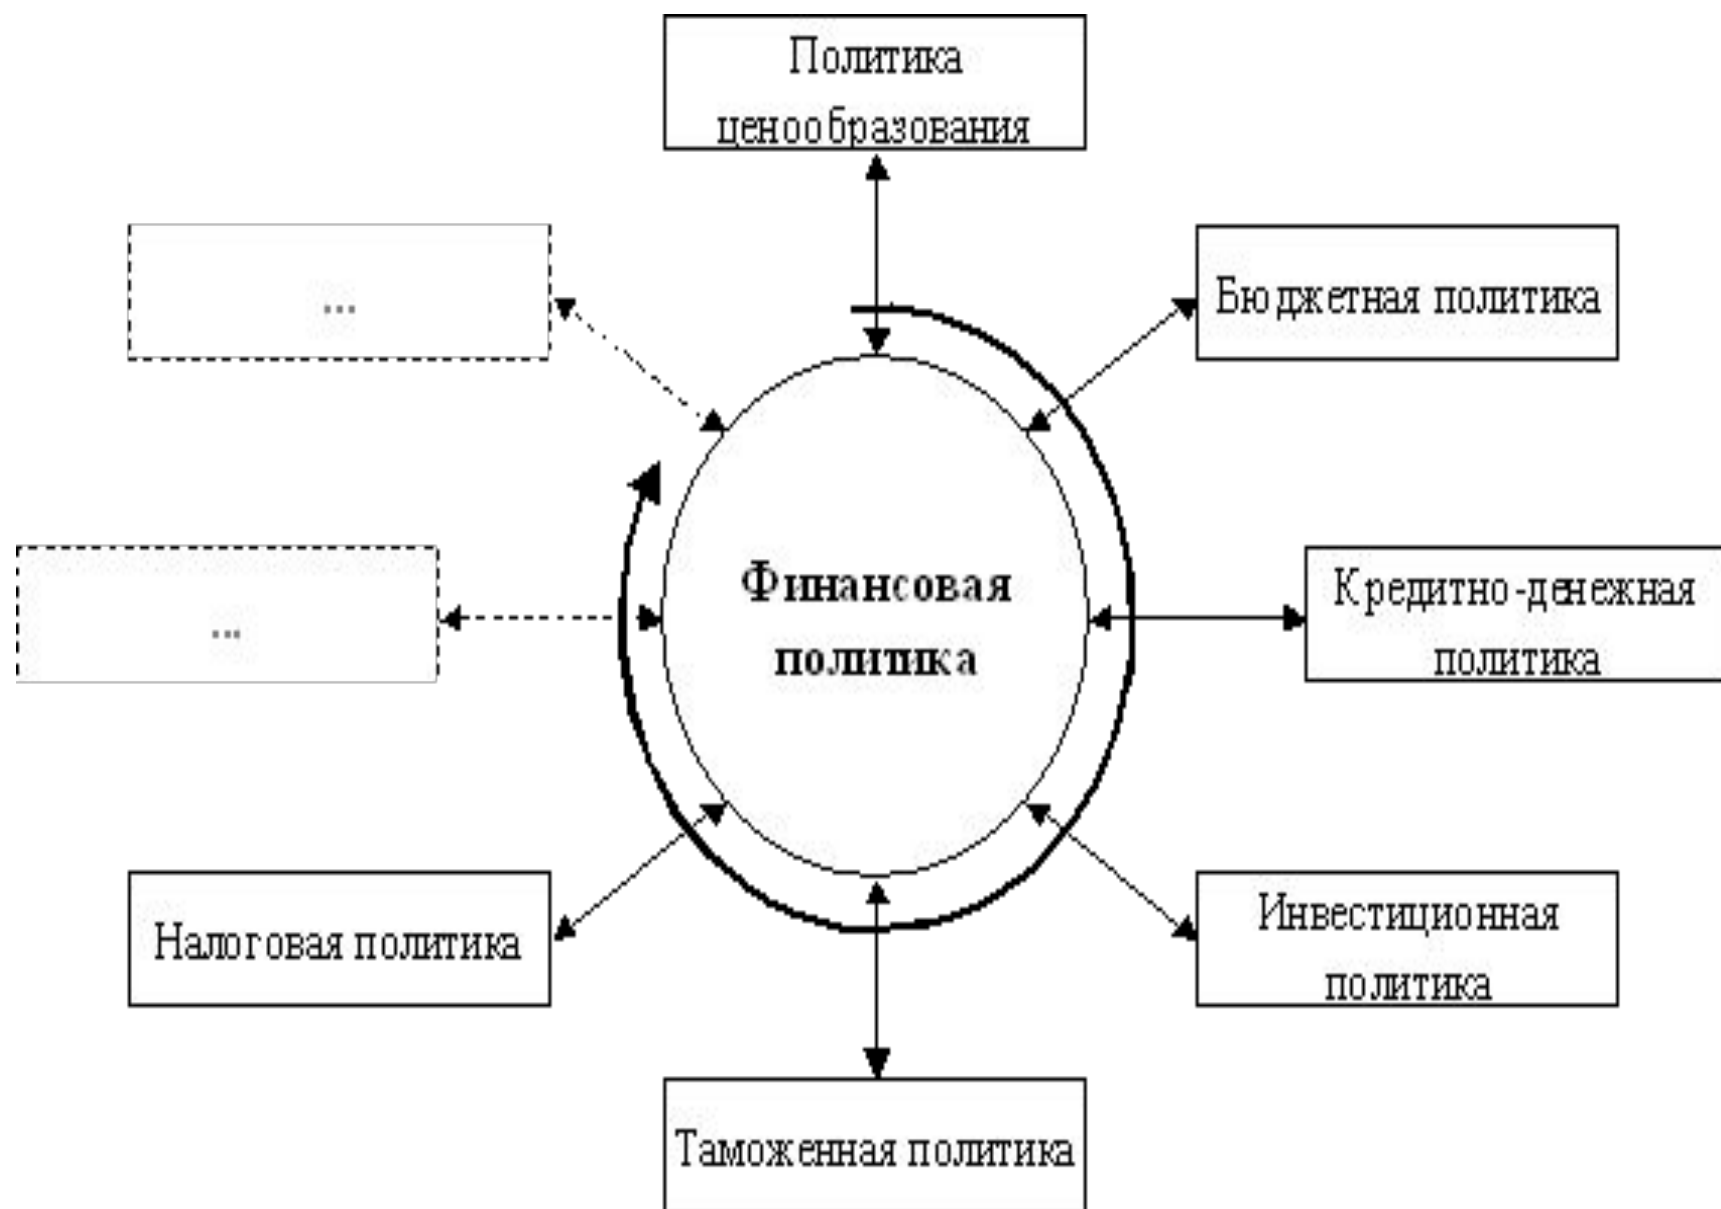 Политика
ценообразования
...
Бюджетная политика
Финансовая
политика
...
Кредитно-денежная
политика
Налоговая политика
Инвестиционная
политика
Таможенная политика